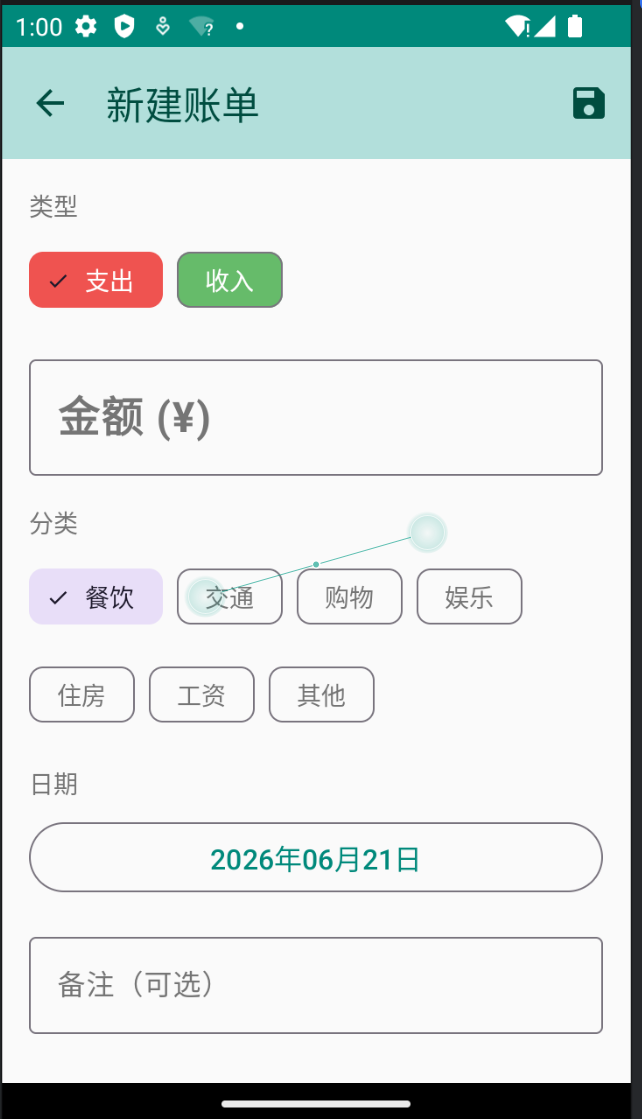 1:00
新建账单
类型
支出 收入
金额 (¥)
分类
餐饮 交通 购物 娱乐
住房 工资 其他
日期
2026年06月21日
备注（可选）